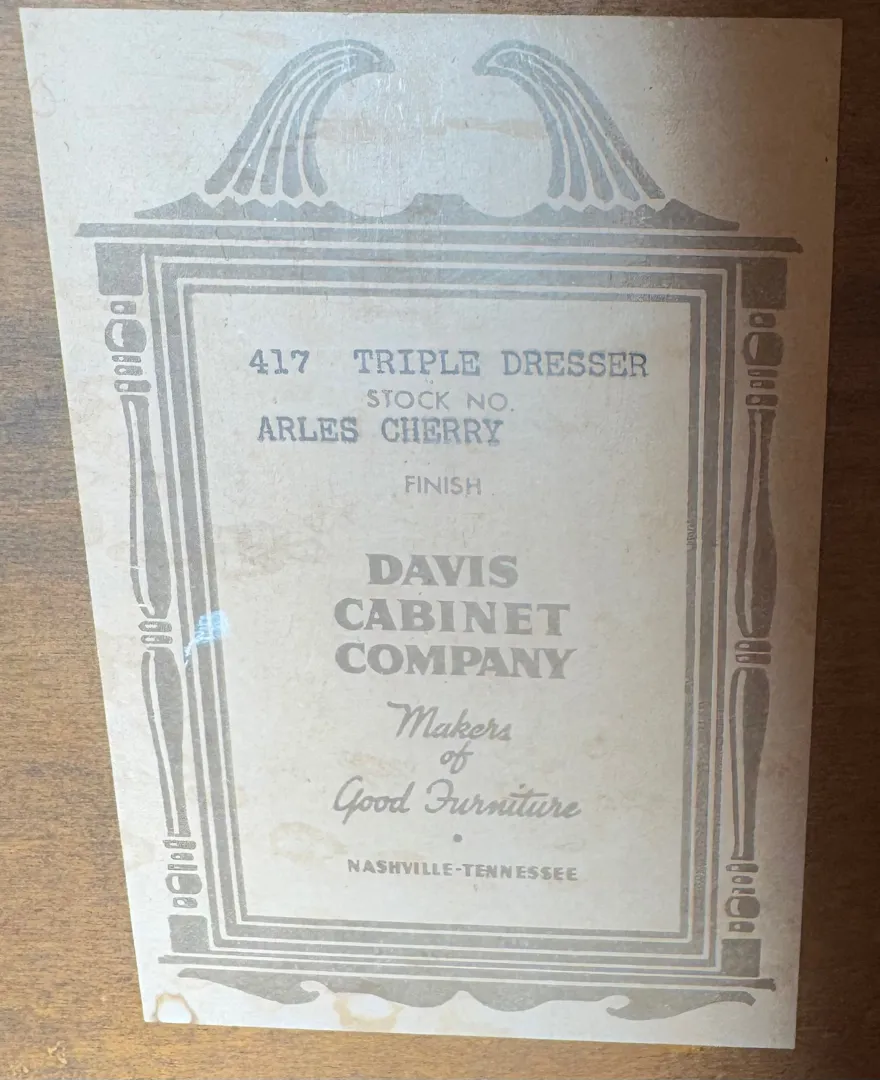 417 TRIPLE DRESSER
STOCK NO.
ARLES CHERRY
FINISH
DAVIS
CABINET
COMPANY
Makers
of
Good Furniture
•
NASHVILLE-TENNESSEE